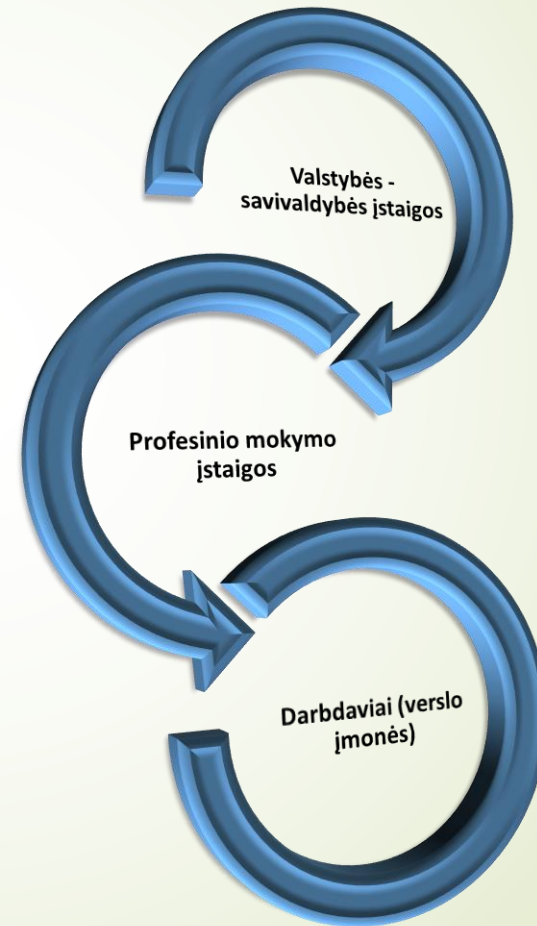 Valstybės -
savivaldybės įstaigos
Profesinio mokymo
įstaigos
Darbdaviai (verslo
įmonės)